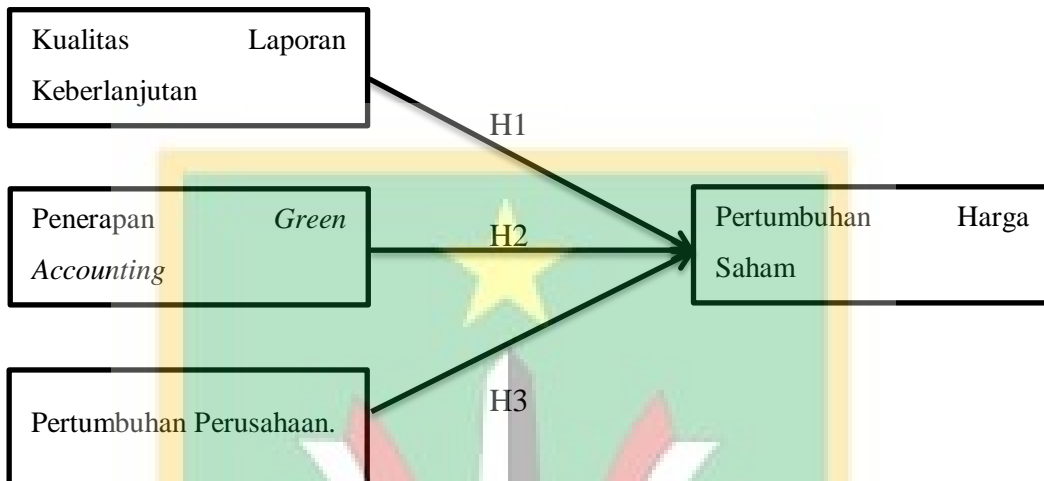 Kualitas Laporan
Keberlanjutan
H1
Penerapan Green
Accounting
H2
Pertumbuhan Harga
Saham
H3
Pertumbuhan Perusahaan.